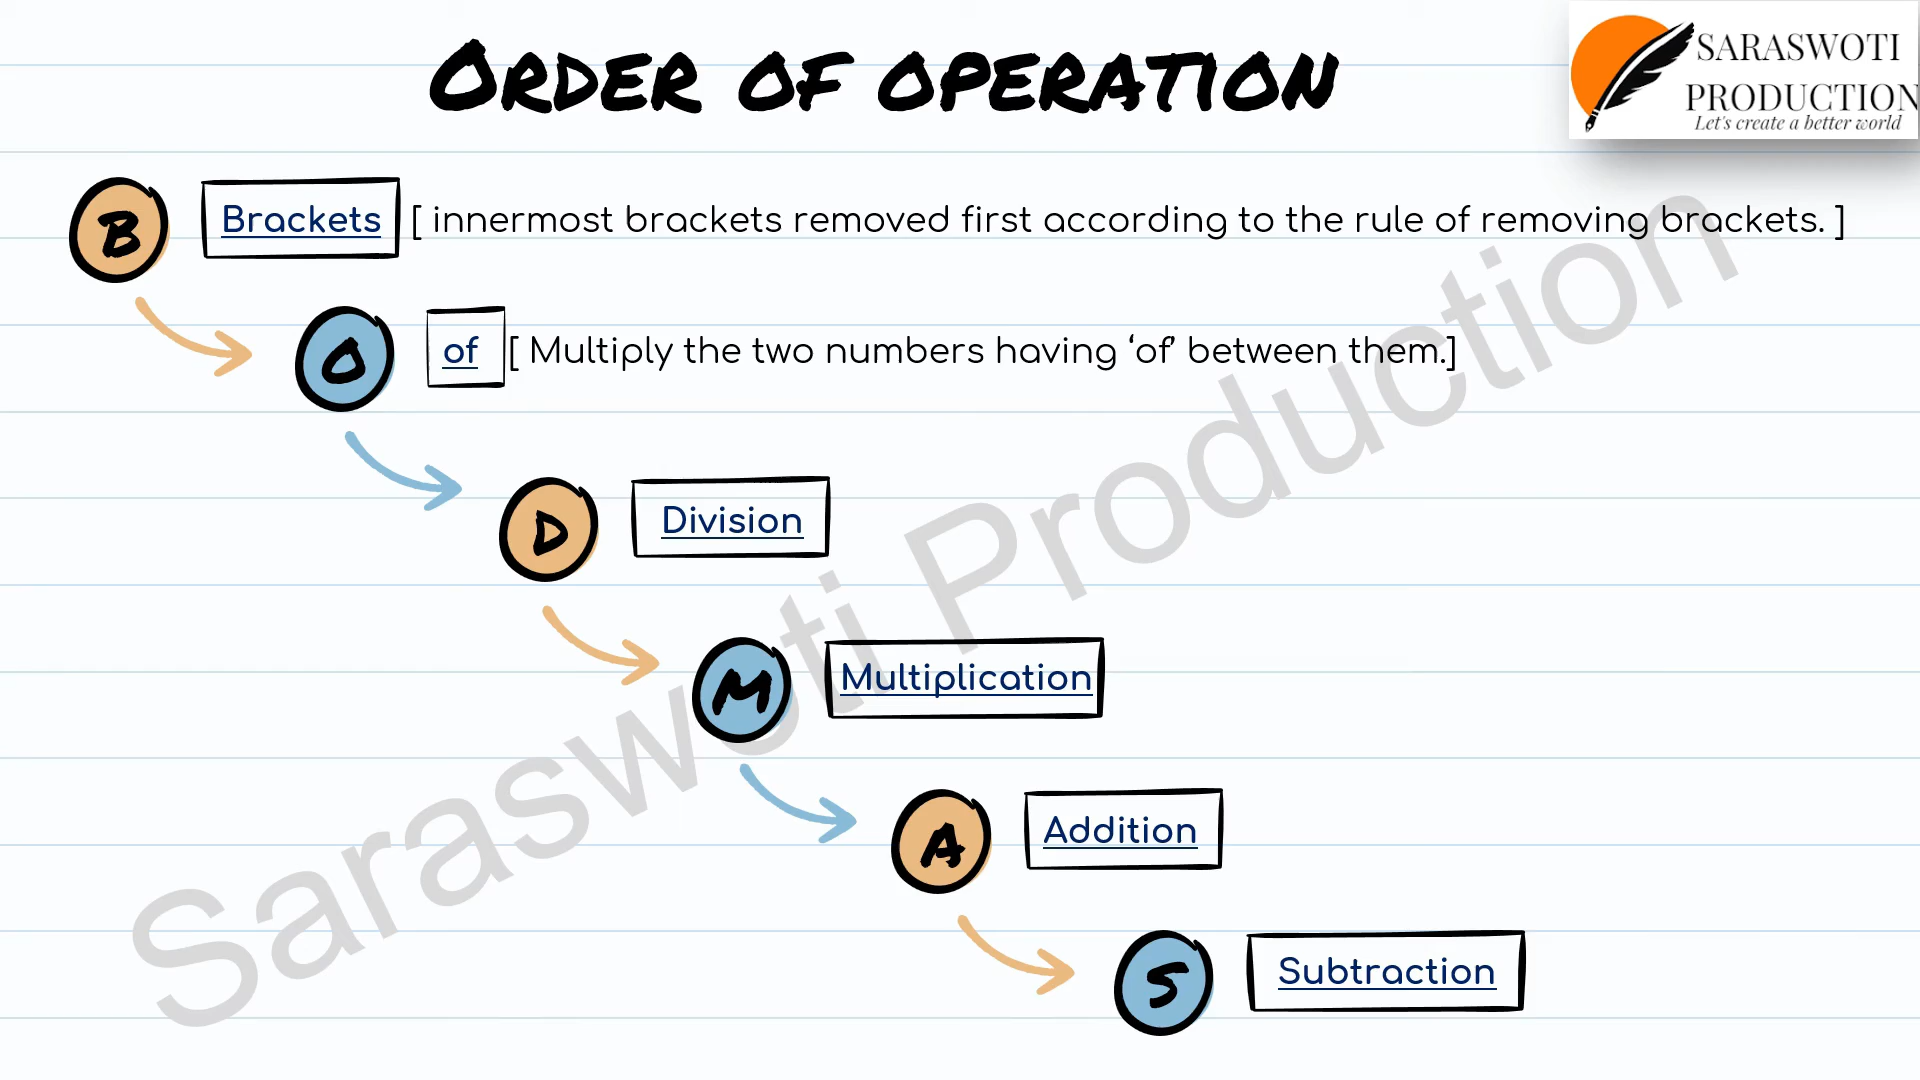 Order of operation
SARASWOTI
PRODUCTION
Let's create a better world
B Brackets [ innermost brackets removed first according to the rule of removing brackets. ]
O of [ Multiply the two numbers having ‘of’ between them.]
D Division
M Multiplication
A Addition
S Subtraction
Saraswoti Production